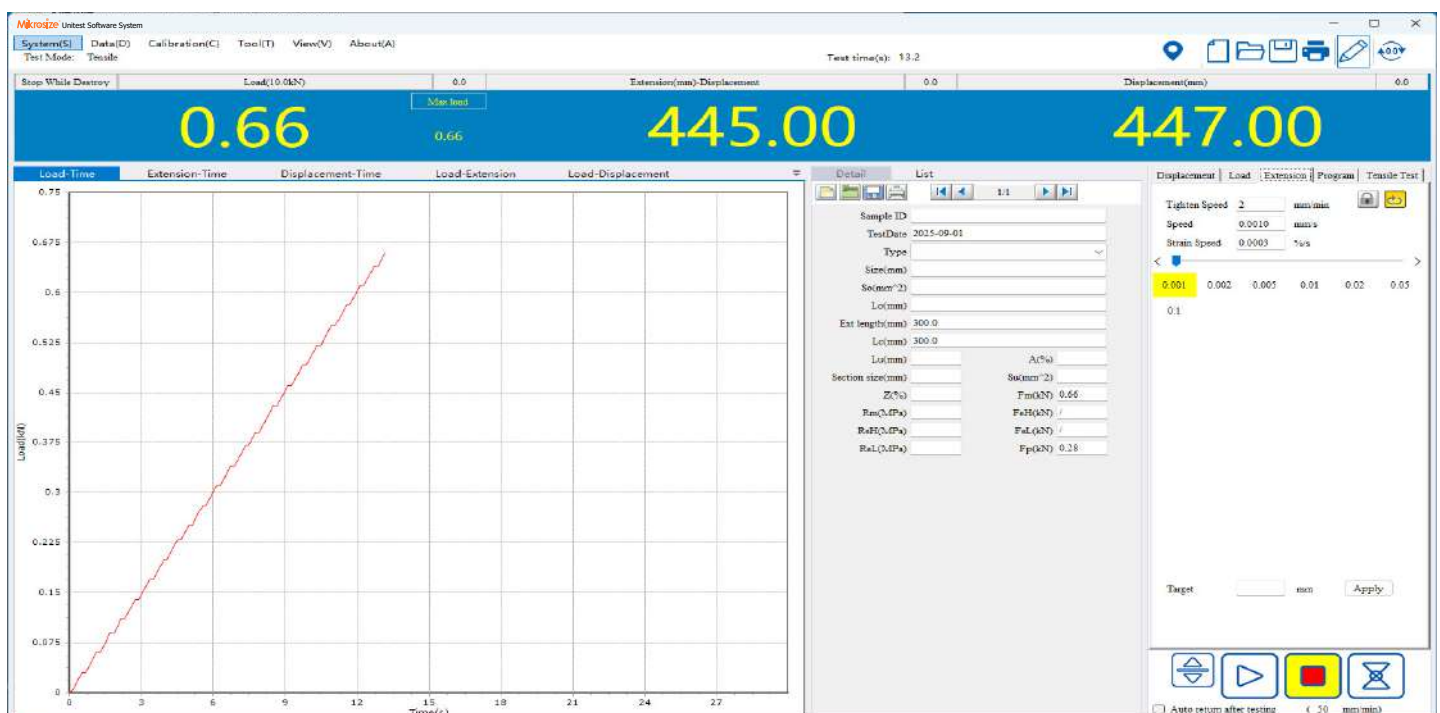 Mikrosize Unitest Software System
System(S) Data(D) Calibration(C) Tool(T) View(V) About(A)
Test Mode: Tensile Test time(s): 13.2
Stop While Destroy Load(10.0kN) 0.0 Extension(mm)-Displacement 0.0 Displacement(mm) 0.0
Max load
0.66 0.66 445.00 447.00
Load-Time Extension-Time Displacement-Time Load-Extension Load-Displacement
0.75
0.675
0.6
0.525
0.45
0.375
0.3
0.225
0.15
0.075
0
Load(kN)
0 3 6 9 12 15 18 21 24 27
Time(s)
Detail List
1/1
Sample ID
TestDate 2025-09-01
Type
Size(mm)
So(mm^2)
Lo(mm)
Ext length(mm) 300.0
Lc(mm) 300.0
Lu(mm) A(%)
Section size(mm) Su(mm^2)
Z(%) Fm(kN) 0.66
Rm(MPa) FeH(kN) /
ReH(MPa) FeL(kN) /
ReL(MPa) Fp(kN) 0.28
Displacement Load Extension Program Tensile Test
Tighten Speed 2 mm/min
Speed 0.0010 mm/s
Strain Speed 0.0003 %/s
< >
0.001 0.002 0.005 0.01 0.02 0.05
0.1
Target mm Apply
Auto return after testing ( 50 mm/min)